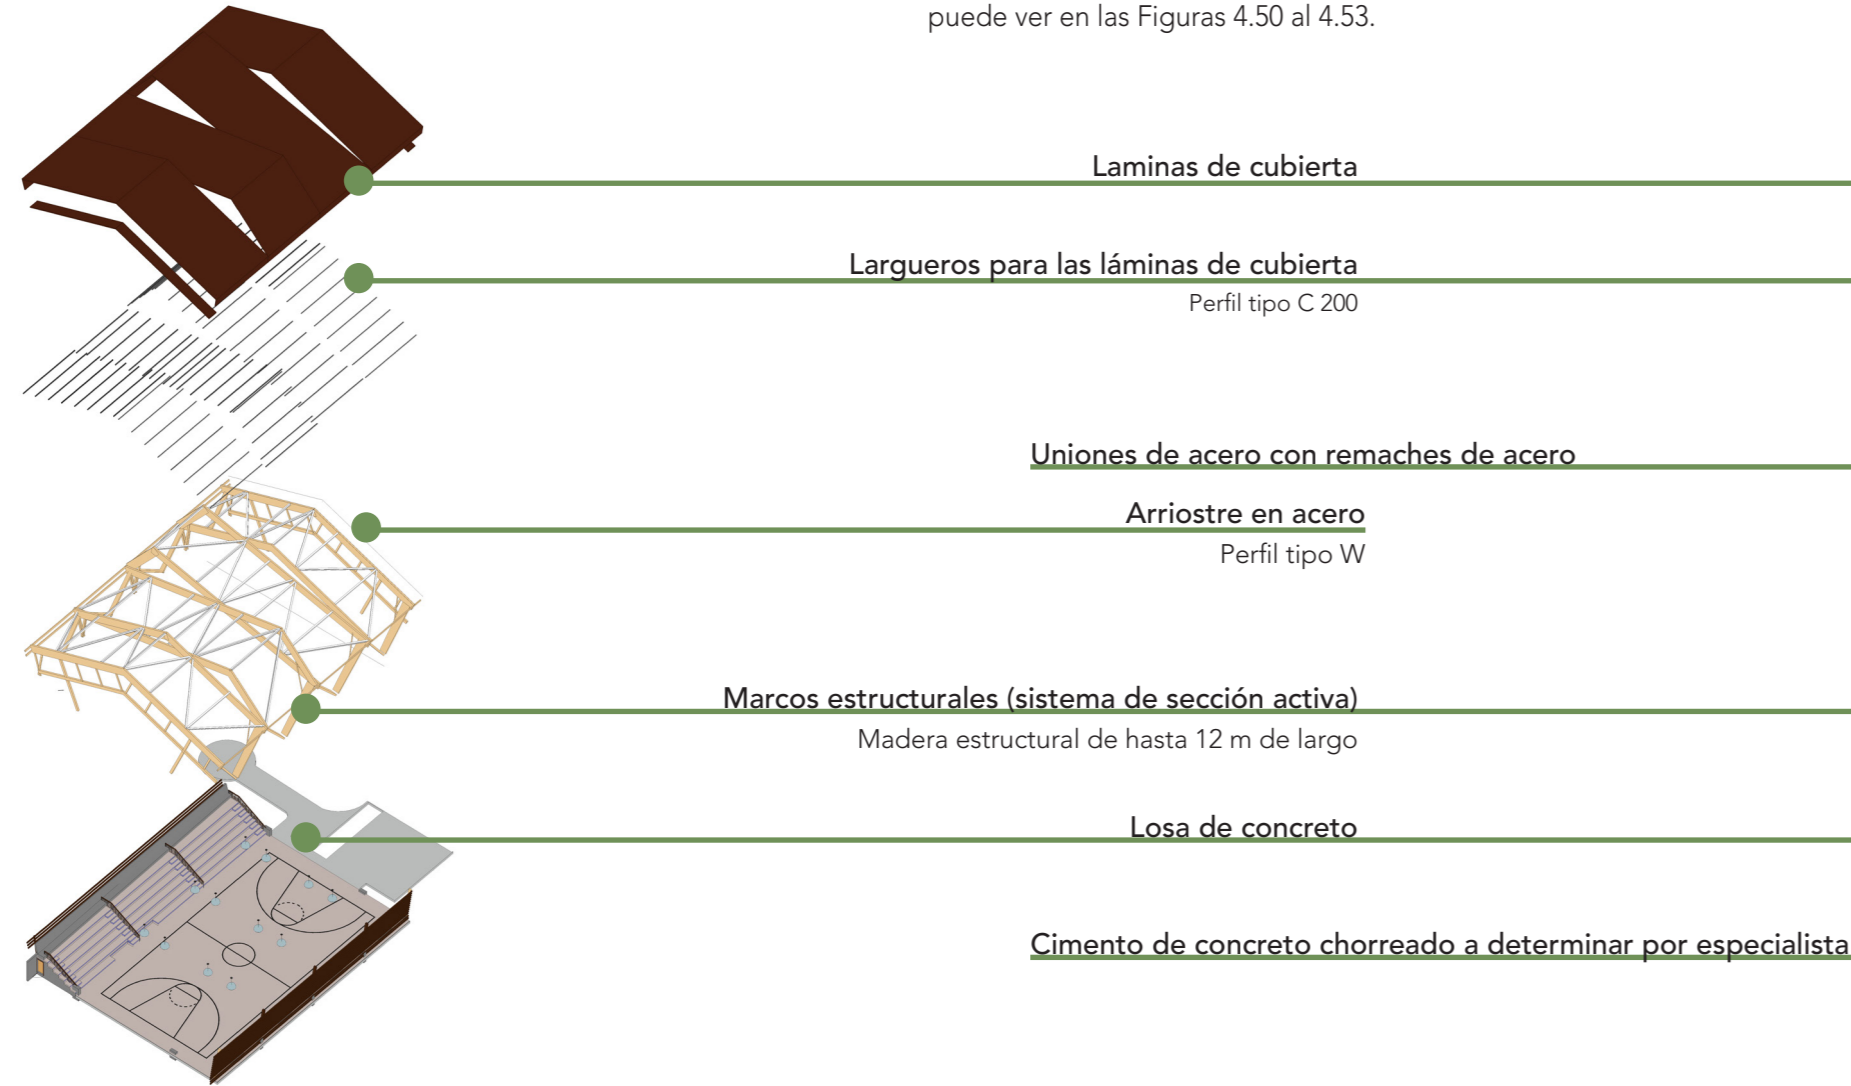 puede ver en las Figuras 4.50 al 4.53.
Laminas de cubierta
Largueros para las láminas de cubierta
Perfil tipo C 200
Uniones de acero con remaches de acero
Arriostre en acero
Perfil tipo W
Marcos estructurales (sistema de sección activa)
Madera estructural de hasta 12 m de largo
Losa de concreto
Cimento de concreto chorreado a determinar por especialista